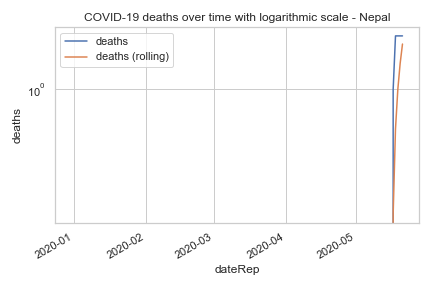 COVID-19 deaths over time with logarithmic scale - Nepal
deaths
deaths (rolling)
10⁰
deaths
2020-01
2020-02
2020-03
2020-04
2020-05
dateRep